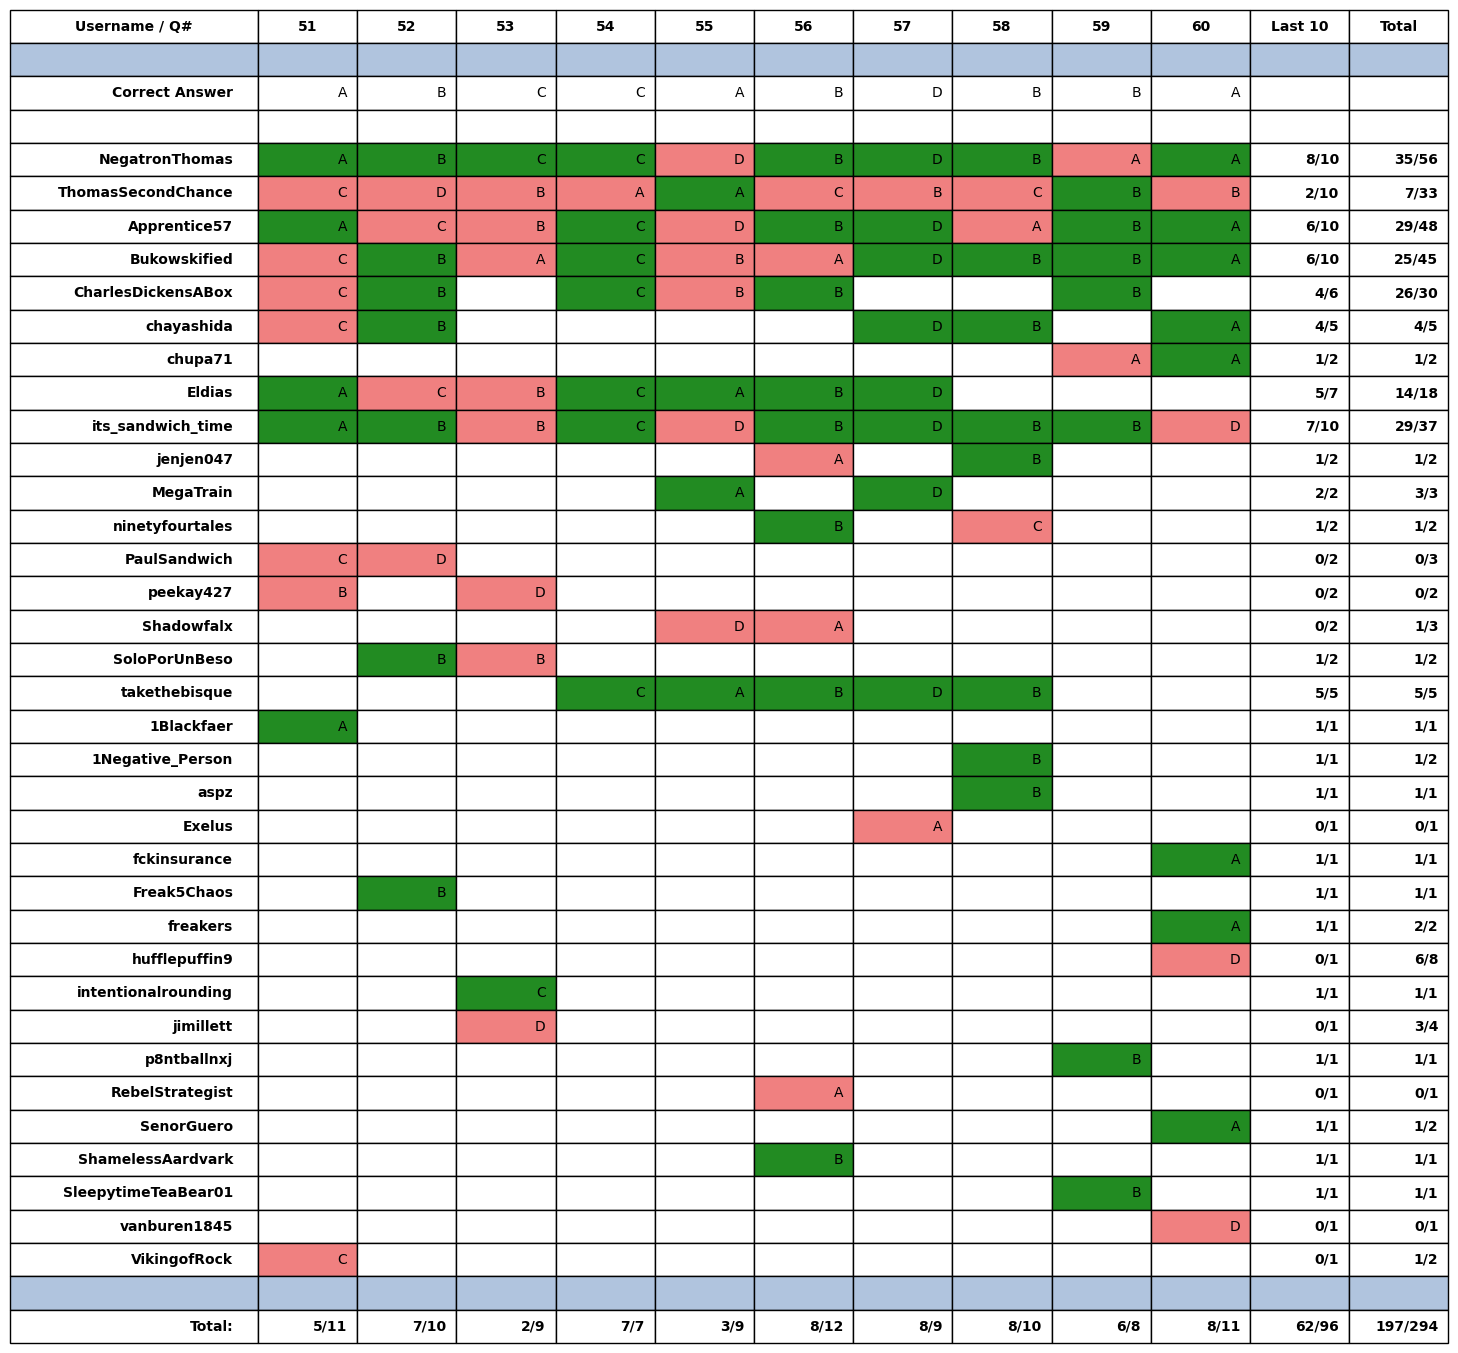 Username / Q# 51 52 53 54 55 56 57 58 59 60 Last 10 Total
Correct Answer A B C C A B D B B A
NegatronThomas A B C C D B D B A A 8/10 35/56
ThomasSecondChance C D B A A C B C B B 2/10 7/33
Apprentice57 A C B C D B D A B A 6/10 29/48
Bukowskified C B A C B A D B B A 6/10 25/45
CharlesDickensABox C B C B B B 4/6 26/30
chayashida C B D B A 4/5 4/5
chupa71 A A 1/2 1/2
Eldias A C B C A B D 5/7 14/18
its_sandwich_time A B B C D B D B B D 7/10 29/37
jenjen047 A B 1/2 1/2
MegaTrain A D 2/2 3/3
ninetyfourtales B C 1/2 1/2
PaulSandwich C D 0/2 0/3
peekay427 B D 0/2 0/2
Shadowfalx D A 0/2 1/3
SoloPorUnBeso B B 1/2 1/2
takethebisque C A B D B 5/5 5/5
1Blackfaer A 1/1 1/1
1Negative_Person B 1/1 1/2
aspz B 1/1 1/1
Exelus A 0/1 0/1
fckinsurance A 1/1 1/1
Freak5Chaos B 1/1 1/1
freakers A 1/1 2/2
hufflepuffin9 D 0/1 6/8
intentionalrounding C 1/1 1/1
jimillett D 0/1 3/4
p8ntballnxj B 1/1 1/1
RebelStrategist A 0/1 0/1
SenorGuero A 1/1 1/2
ShamelessAardvark B 1/1 1/1
SleepytimeTeaBear01 B 1/1 1/1
vanburen1845 D 0/1 0/1
VikingofRock C 0/1 1/2
Total: 5/11 7/10 2/9 7/7 3/9 8/12 8/9 8/10 6/8 8/11 62/96 197/294